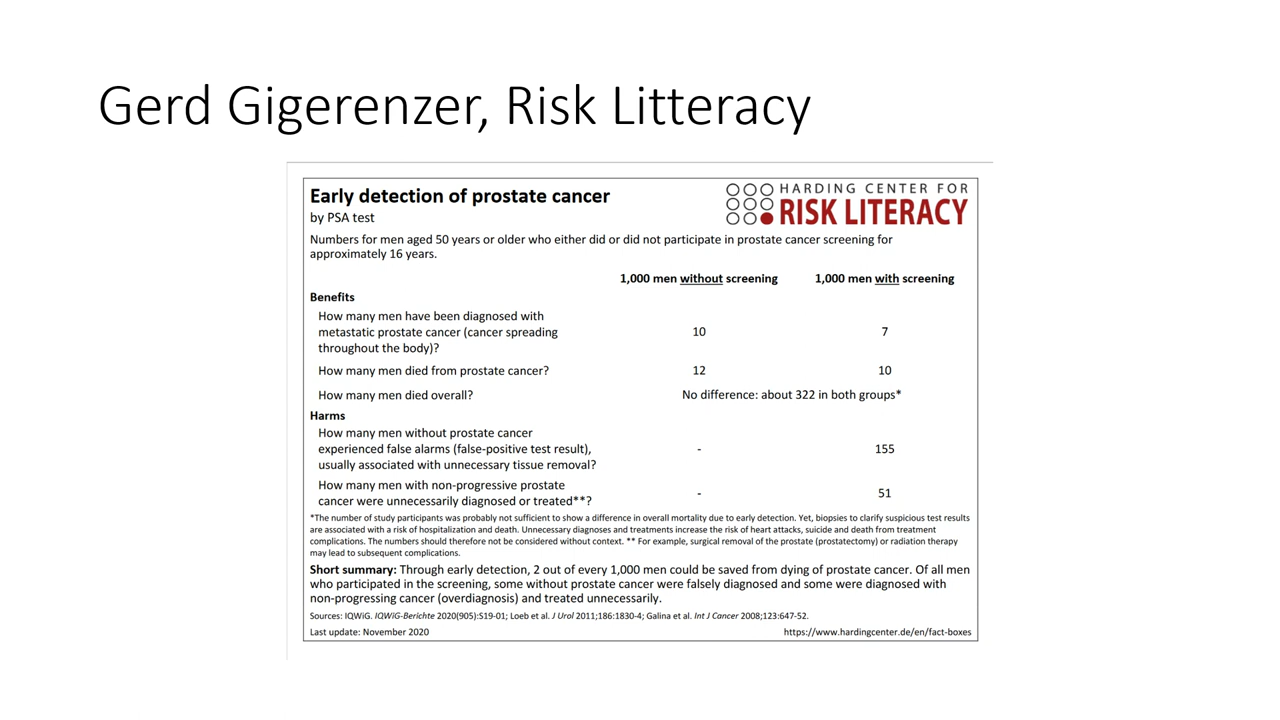 Gerd Gigerenzer, Risk Litteracy
Early detection of prostate cancer
by PSA test
HARDING CENTER FOR
RISK LITERACY
Numbers for men aged 50 years or older who either did or did not participate in prostate cancer screening for
approximately 16 years.
1,000 men without screening 1,000 men with screening
Benefits
How many men have been diagnosed with
metastatic prostate cancer (cancer spreading 10 7
throughout the body)?
How many men died from prostate cancer? 12 10
How many men died overall? No difference: about 322 in both groups*
Harms
How many men without prostate cancer
experienced false alarms (false-positive test result), - 155
usually associated with unnecessary tissue removal?
How many men with non-progressive prostate
cancer were unnecessarily diagnosed or treated**? - 51
*The number of study participants was probably not sufficient to show a difference in overall mortality due to early detection. Yet, biopsies to clarify suspicious test results
are associated with a risk of hospitalization and death. Unnecessary diagnoses and treatments increase the risk of heart attacks, suicide and death from treatment
complications. The numbers should therefore not be considered without context. ** For example, surgical removal of the prostate (prostatectomy) or radiation therapy
may lead to subsequent complications.
Short summary: Through early detection, 2 out of every 1,000 men could be saved from dying of prostate cancer. Of all men
who participated in the screening, some without prostate cancer were falsely diagnosed and some were diagnosed with
non-progressing cancer (overdiagnosis) and treated unnecessarily.
Sources: IQWiG. IQWiG-Berichte 2020(905):S19-01; Loeb et al. J Urol 2011;186:1830-4; Galina et al. Int J Cancer 2008;123:647-52.
Last update: November 2020 https://www.hardingcenter.de/en/fact-boxes